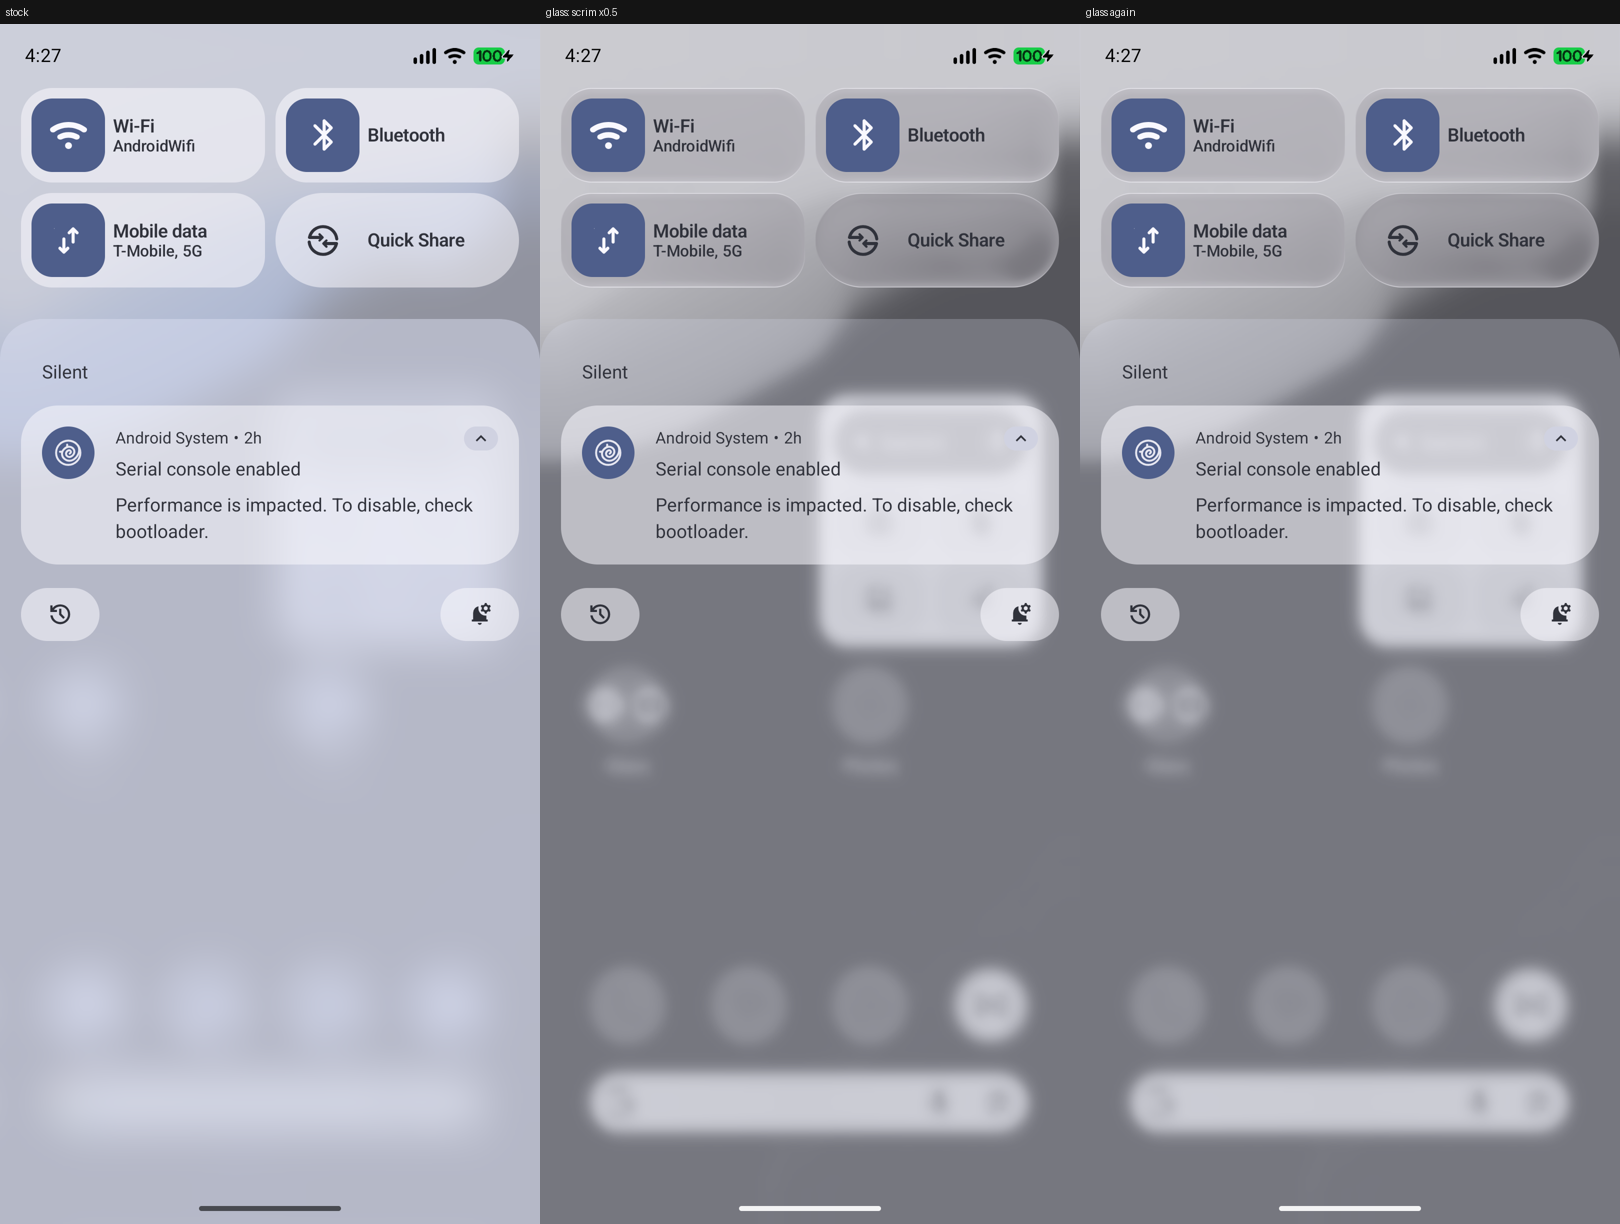 stock
glass: scrim x0.5
glass again
4:27
100
4:27
100
4:27
100
Wi-Fi
AndroidWifi
Bluetooth
Mobile data
T-Mobile, 5G
Quick Share
Silent
Android System • 2h
Serial console enabled
Performance is impacted. To disable, check
bootloader.
Wi-Fi
AndroidWifi
Bluetooth
Mobile data
T-Mobile, 5G
Quick Share
Silent
Android System • 2h
Serial console enabled
Performance is impacted. To disable, check
bootloader.
Wi-Fi
AndroidWifi
Bluetooth
Mobile data
T-Mobile, 5G
Quick Share
Silent
Android System • 2h
Serial console enabled
Performance is impacted. To disable, check
bootloader.